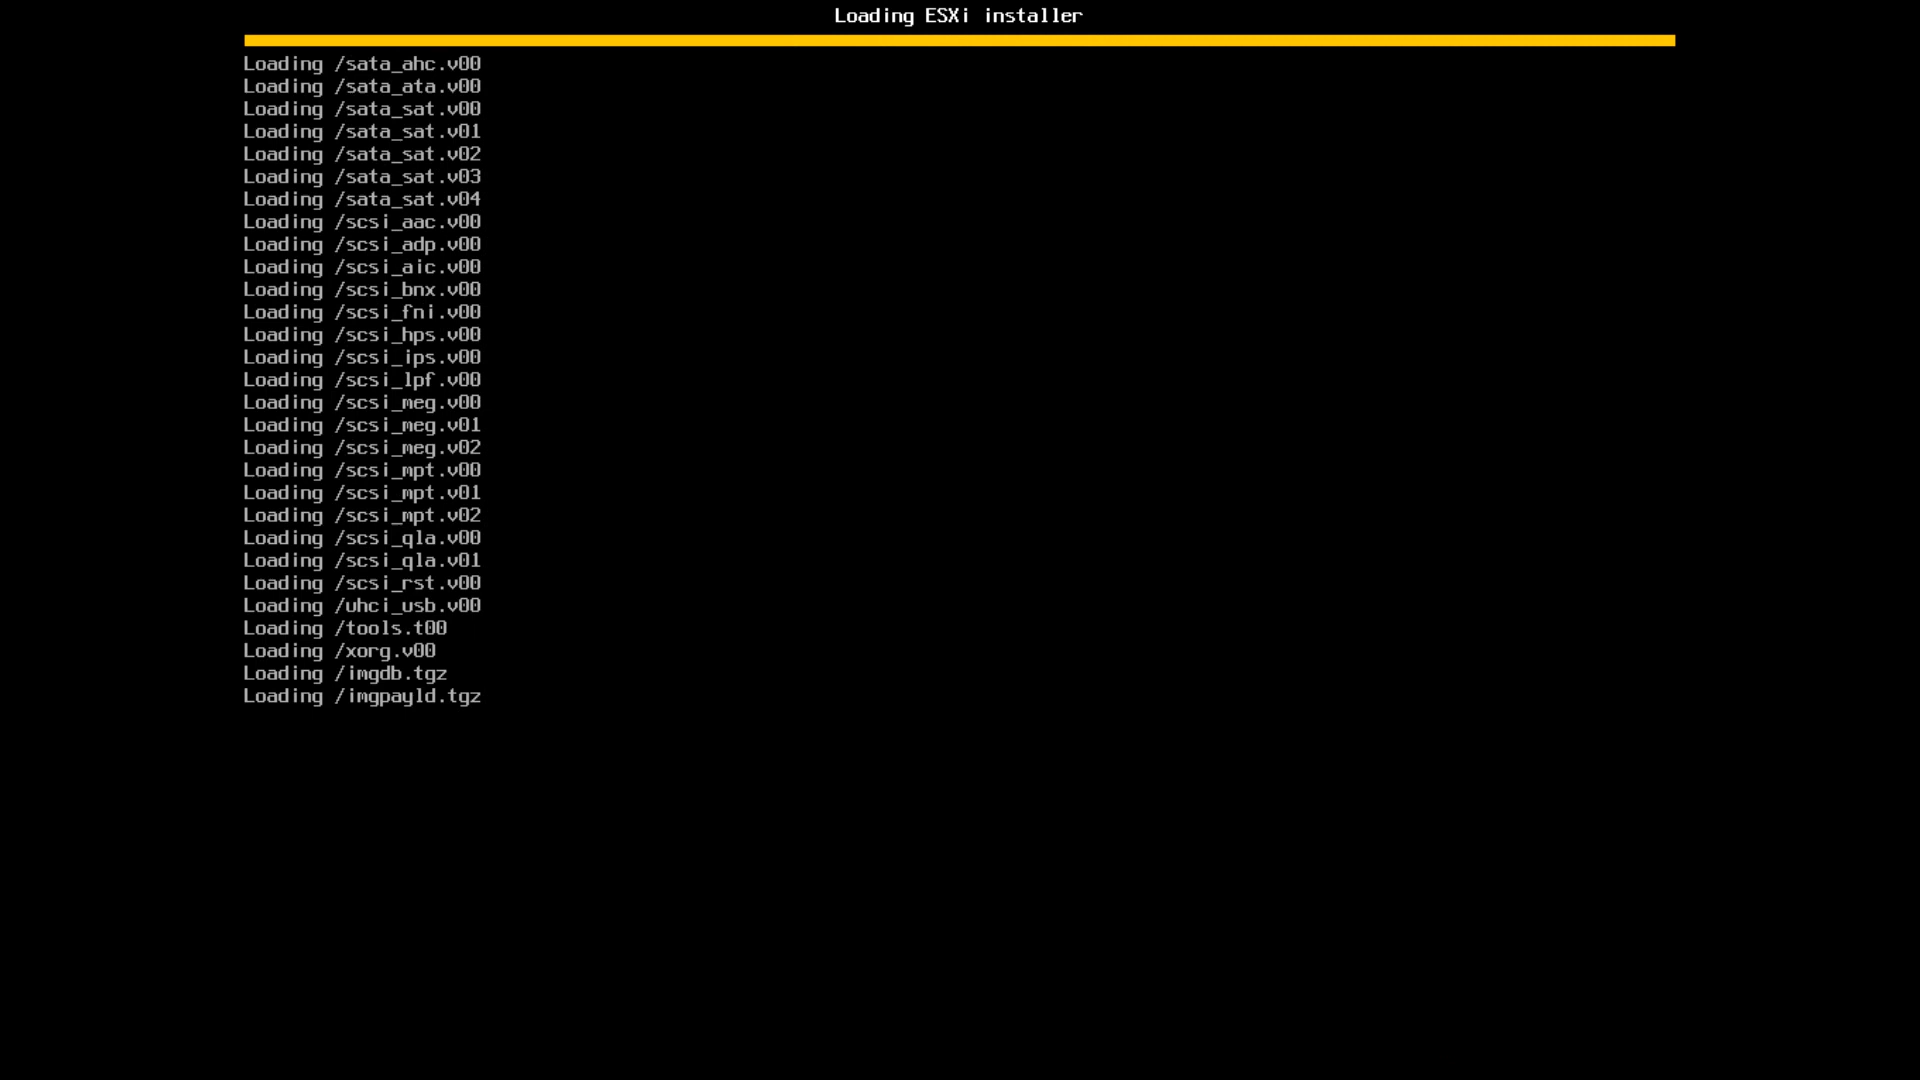 Loading ESXi installer
Loading /sata_ahc.v00
Loading /sata_ata.v00
Loading /sata_sat.v00
Loading /sata_sat.v01
Loading /sata_sat.v02
Loading /sata_sat.v03
Loading /sata_sat.v04
Loading /scsi_aac.v00
Loading /scsi_adp.v00
Loading /scsi_aic.v00
Loading /scsi_bnx.v00
Loading /scsi_fni.v00
Loading /scsi_hps.v00
Loading /scsi_ips.v00
Loading /scsi_lpf.v00
Loading /scsi_meg.v00
Loading /scsi_meg.v01
Loading /scsi_meg.v02
Loading /scsi_mpt.v00
Loading /scsi_mpt.v01
Loading /scsi_mpt.v02
Loading /scsi_qla.v00
Loading /scsi_qla.v01
Loading /scsi_rst.v00
Loading /uhci_usb.v00
Loading /tools.t00
Loading /xorg.v00
Loading /imgdb.tgz
Loading /imgpayld.tgz